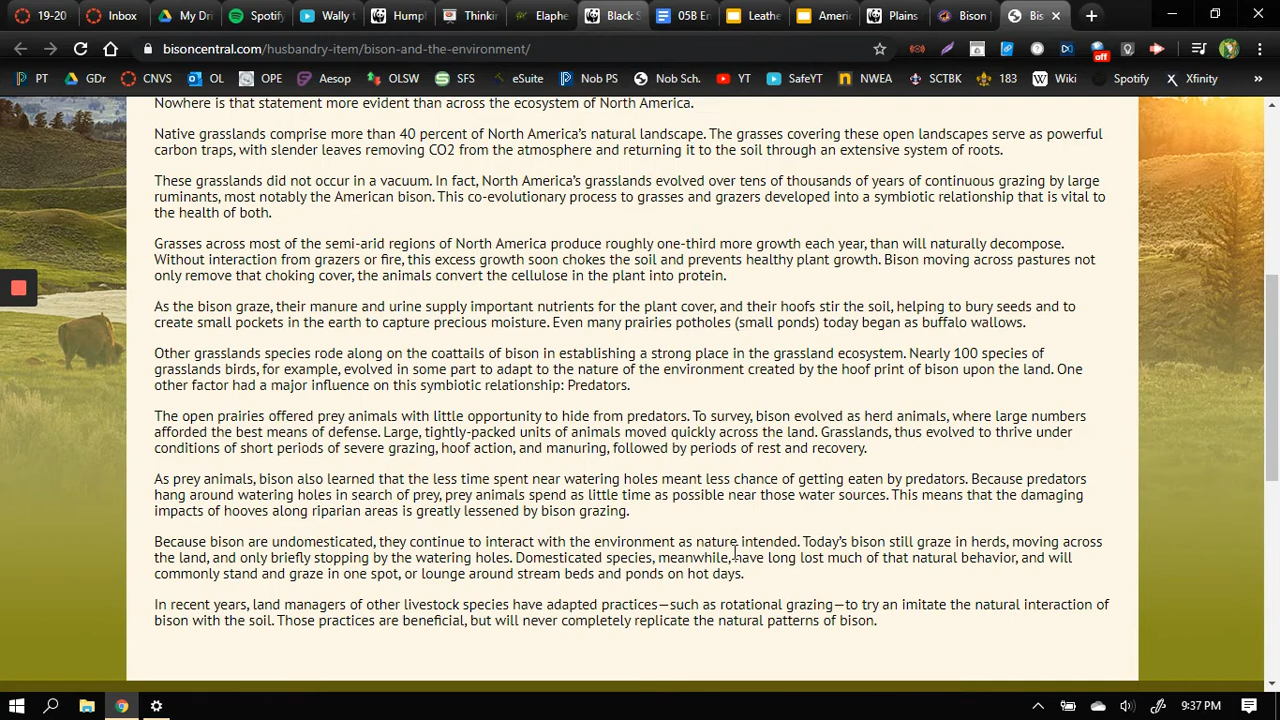 19-20
Inbox
My Dri
Spotify
Wally t
Humpl
Thinkin
Elaphe
Black S
05B En
Leathe
Ameri
Plains
Bison
Bis
bisoncentral.com/husbandry-item/bison-and-the-environment/
off
PT
GDr
CNVS
OL
OPE
Aesop
OLSW
SFS
eSuite
Nob PS
Nob Sch.
YT
SafeYT
NWEA
SCTBK
183
Wiki
Spotify
Xfinity
»
Nowhere is that statement more evident than across the ecosystem of North America.
Native grasslands comprise more than 40 percent of North America's natural landscape. The grasses covering these open landscapes serve as powerful
carbon traps, with slender leaves removing CO2 from the atmosphere and returning it to the soil through an extensive system of roots.
These grasslands did not occur in a vacuum. In fact, North America's grasslands evolved over tens of thousands of years of continuous grazing by large
ruminants, most notably the American bison. This co-evolutionary process to grasses and grazers developed into a symbiotic relationship that is vital to
the health of both.
Grasses across most of the semi-arid regions of North America produce roughly one-third more growth each year, than will naturally decompose.
Without interaction from grazers or fire, this excess growth soon chokes the soil and prevents healthy plant growth. Bison moving across pastures not
only remove that choking cover, the animals convert the cellulose in the plant into protein.
As the bison graze, their manure and urine supply important nutrients for the plant cover, and their hoofs stir the soil, helping to bury seeds and to
create small pockets in the earth to capture precious moisture. Even many prairies potholes (small ponds) today began as buffalo wallows.
Other grasslands species rode along on the coattails of bison in establishing a strong place in the grassland ecosystem. Nearly 100 species of
grasslands birds, for example, evolved in some part to adapt to the nature of the environment created by the hoof print of bison upon the land. One
other factor had a major influence on this symbiotic relationship: Predators.
The open prairies offered prey animals with little opportunity to hide from predators. To survey, bison evolved as herd animals, where large numbers
afforded the best means of defense. Large, tightly-packed units of animals moved quickly across the land. Grasslands, thus evolved to thrive under
conditions of short periods of severe grazing, hoof action, and manuring, followed by periods of rest and recovery.
As prey animals, bison also learned that the less time spent near watering holes meant less chance of getting eaten by predators. Because predators
hang around watering holes in search of prey, prey animals spend as little time as possible near those water sources. This means that the damaging
impacts of hooves along riparian areas is greatly lessened by bison grazing.
Because bison are undomesticated, they continue to interact with the environment as nature intended. Today's bison still graze in herds, moving across
the land, and only briefly stopping by the watering holes. Domesticated species, meanwhile, have long lost much of that natural behavior, and will
commonly stand and graze in one spot, or lounge around stream beds and ponds on hot days.
In recent years, land managers of other livestock species have adapted practices—such as rotational grazing—to try an imitate the natural interaction of
bison with the soil. Those practices are beneficial, but will never completely replicate the natural patterns of bison.
9:37 PM